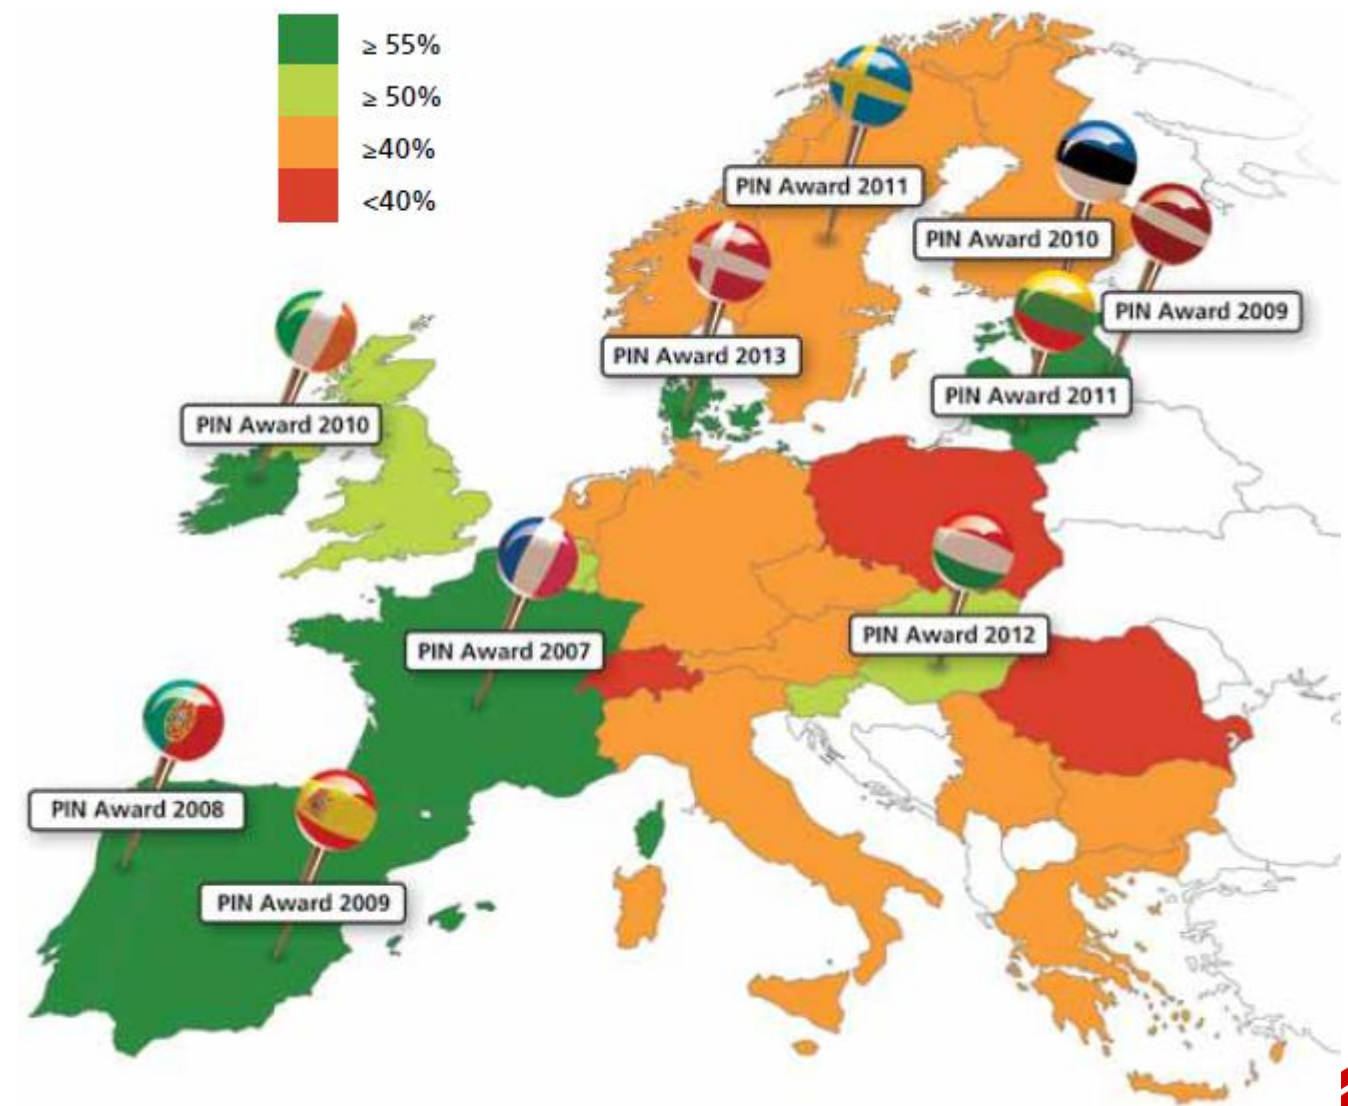 ≥ 55%
≥ 50%
≥40%
<40%
PIN Award 2011
PIN Award 2010
PIN Award 2009
PIN Award 2013
PIN Award 2011
PIN Award 2010
PIN Award 2012
PIN Award 2007
PIN Award 2008
PIN Award 2009